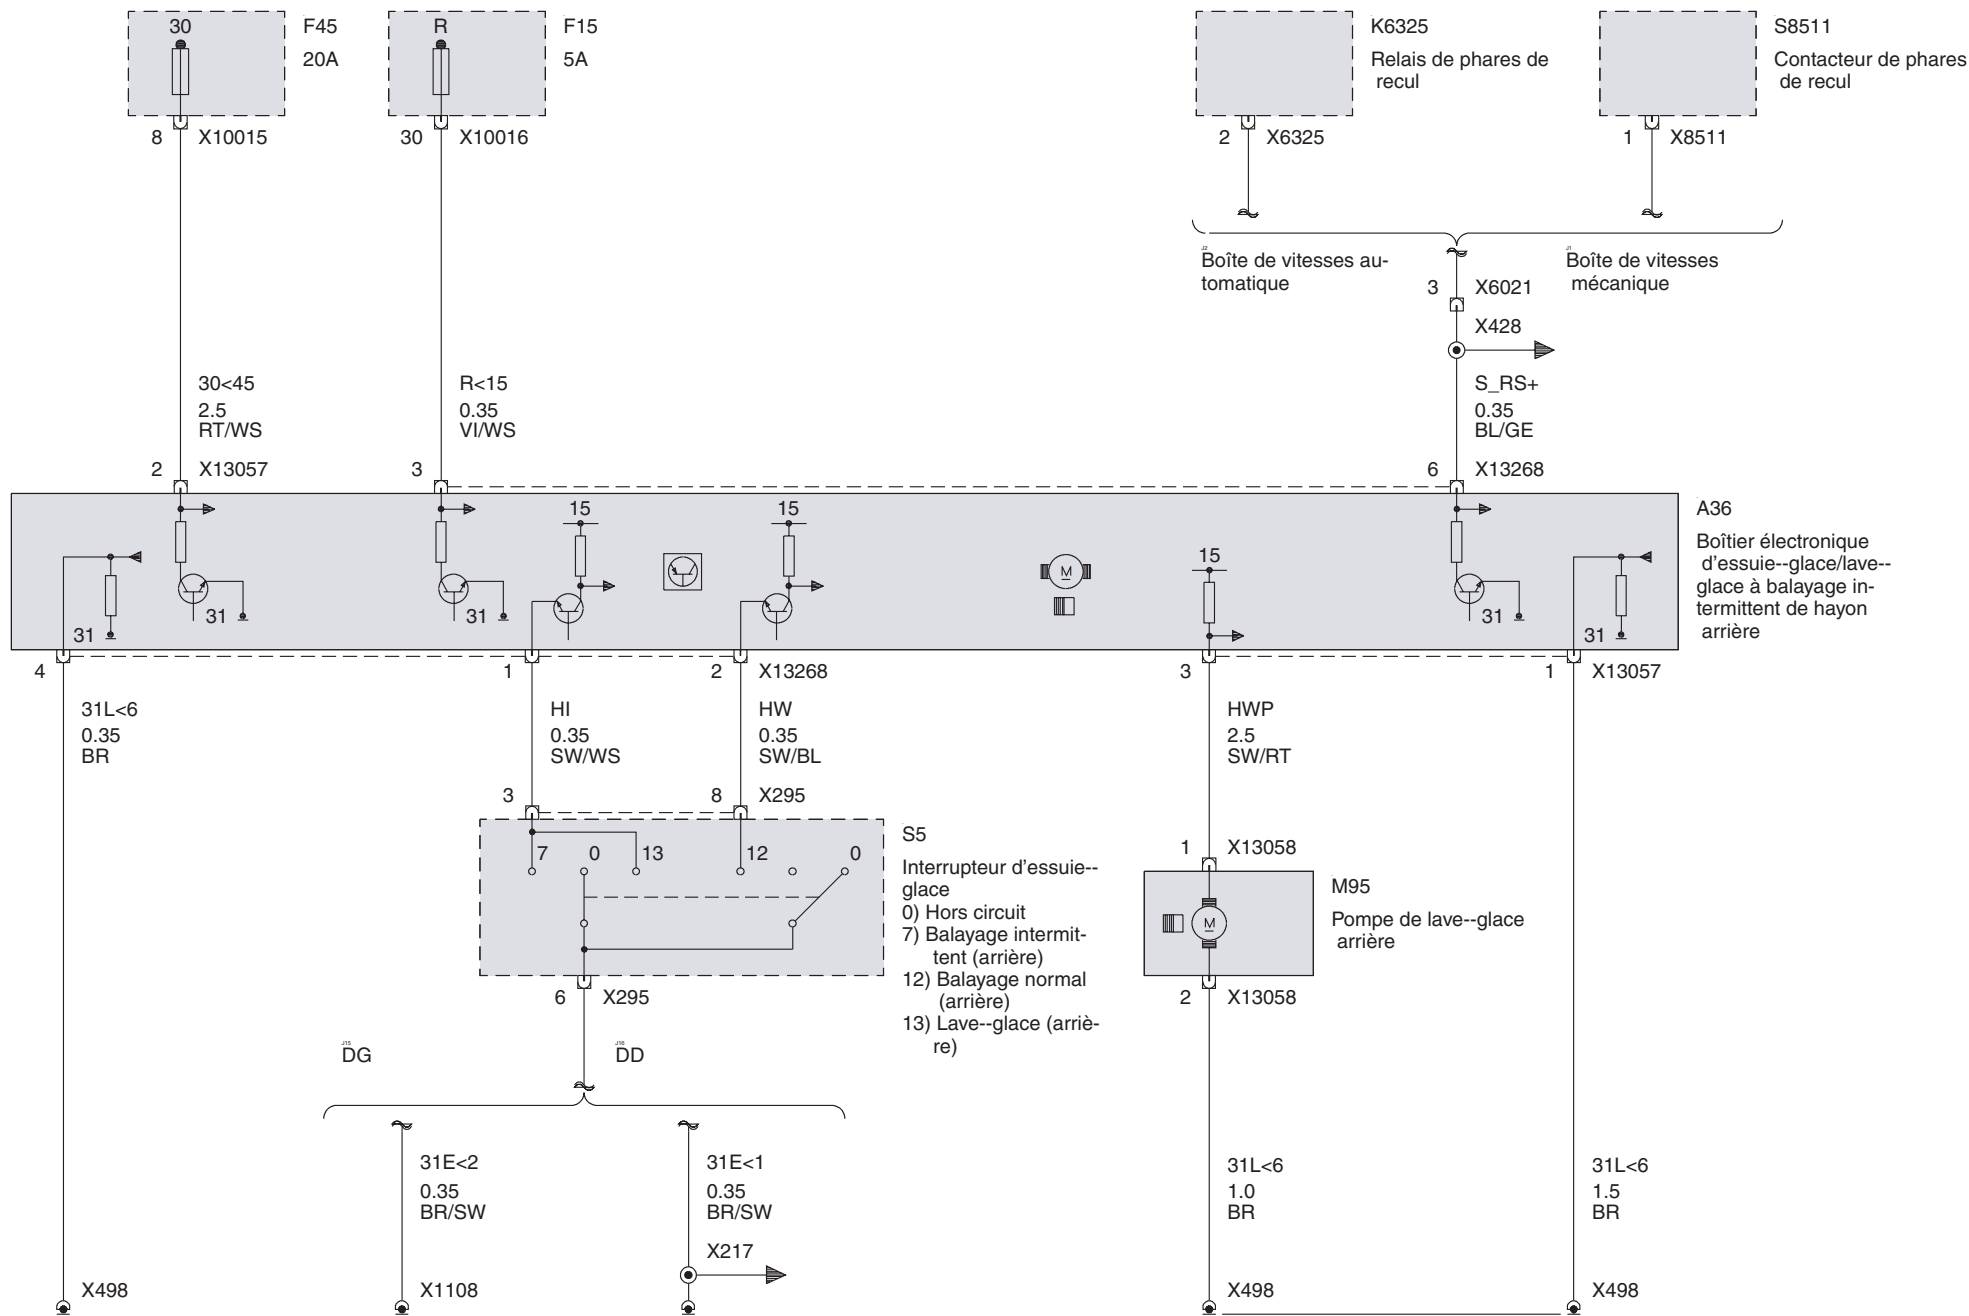 30
F45
20A
R
F15
5A
K6325
Relais de phares de
recul
S8511
Contacteur de phares
de recul
8
X10015
30
X10016
2
X6325
1
X8511
J2
Boîte de vitesses au-
tomatique
J1
Boîte de vitesses
mécanique
3
X6021
X428
30<45
2.5
RT/WS
R<15
0.35
VI/WS
S_RS+
0.35
BL/GE
2
X13057
3
6
X13268
15
15
15
M
31
31
31
31
31
A36
Boîtier électronique
d'essuie--glace/lave--
glace à balayage in-
termittent de hayon
arrière
4
1
2
X13268
3
1
X13057
31L<6
0.35
BR
HI
0.35
SW/WS
HW
0.35
SW/BL
HWP
2.5
SW/RT
3
8
X295
7
0
13
12
0
S5
Interrupteur d'essuie--
glace
0) Hors circuit
7) Balayage intermit-
tent (arrière)
12) Balayage normal
(arrière)
13) Lave--glace (arriè-
re)
1
X13058
M
M95
Pompe de lave--glace
arrière
6
X295
2
X13058
J15
DG
J16
DD
31E<2
0.35
BR/SW
31E<1
0.35
BR/SW
31L<6
1.0
BR
31L<6
1.5
BR
X217
X498
X1108
X498
X498